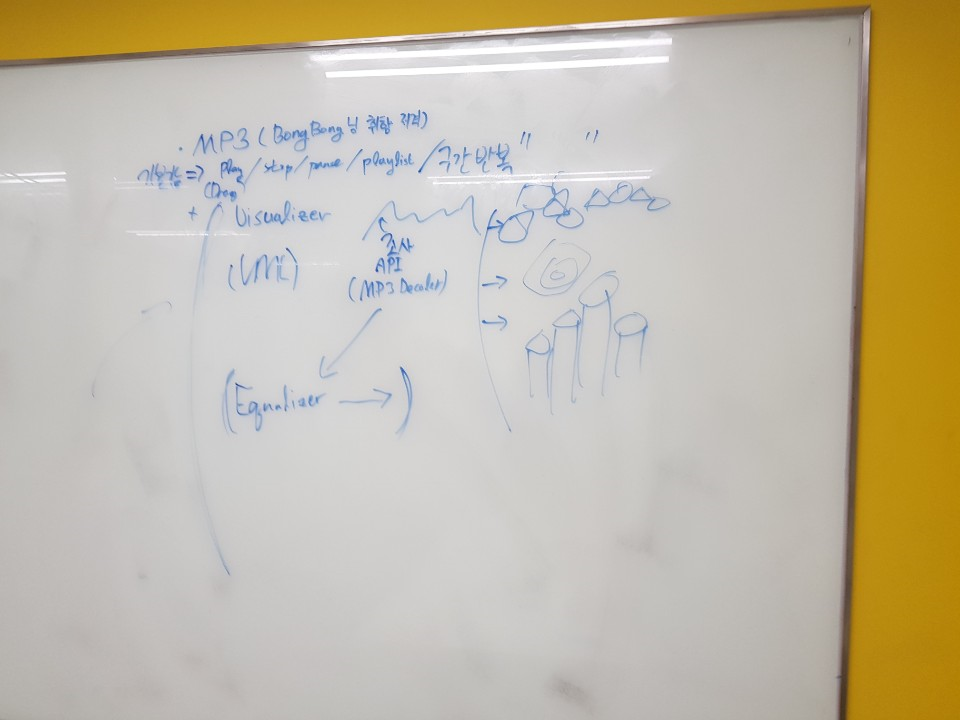 · MP3 (BongBong님 취향 저격)
기본기능 => Play / stop / pause / playlist / 구간반복 " "
(Drag
+ Visualizer
조사
API
(MP3 Decoder)
(Equalizer → )